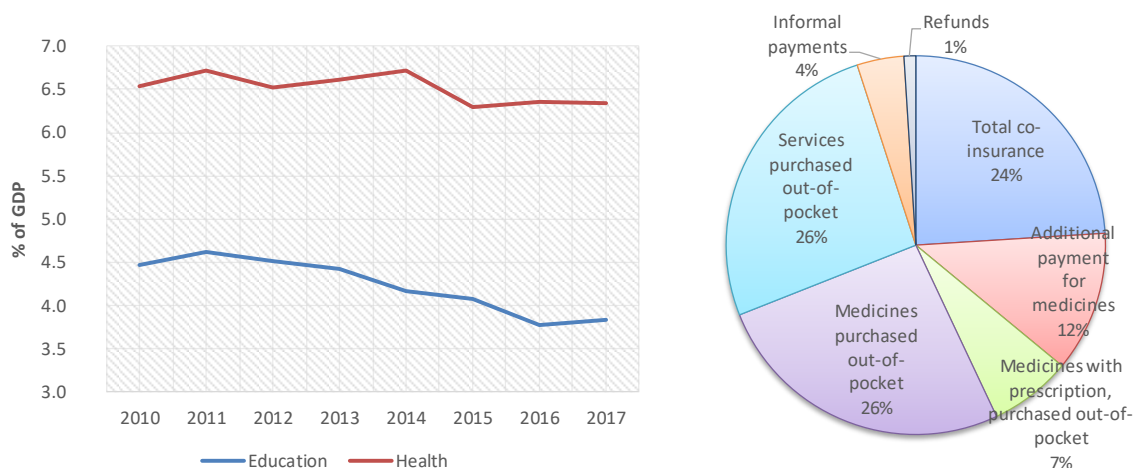 7.0
6.5
6.0
5.5
5.0
4.5
4.0
3.5
3.0
% of GDP
2010 2011 2012 2013 2014 2015 2016 2017
Education Health
Informal
payments
4%
Refunds
1%
Total co-
insurance
24%
Additional
payment
for
medicines
12%
Medicines with
prescription,
purchased out-of-
pocket
7%
Medicines
purchased
out-of-
pocket
26%
Services
purchased
out-of-
pocket
26%